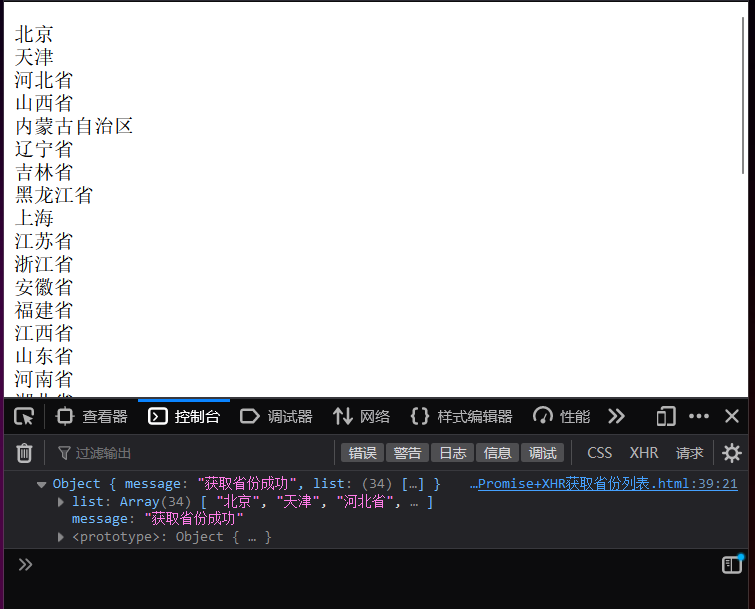 北京
天津
河北省
山西省
内蒙古自治区
辽宁省
吉林省
黑龙江省
上海
江苏省
浙江省
安徽省
福建省
江西省
山东省
河南省
查看器 控制台 调试器 网络 样式编辑器 性能
过滤输出 错误 警告 日志 信息 调试 CSS XHR 请求
Object { message: "获取省份成功", list: (34) […] } …Promise+XHR获取省份列表.html:39:21
list: Array(34) [ "北京", "天津", "河北省", … ]
message: "获取省份成功"
<prototype>: Object { … }